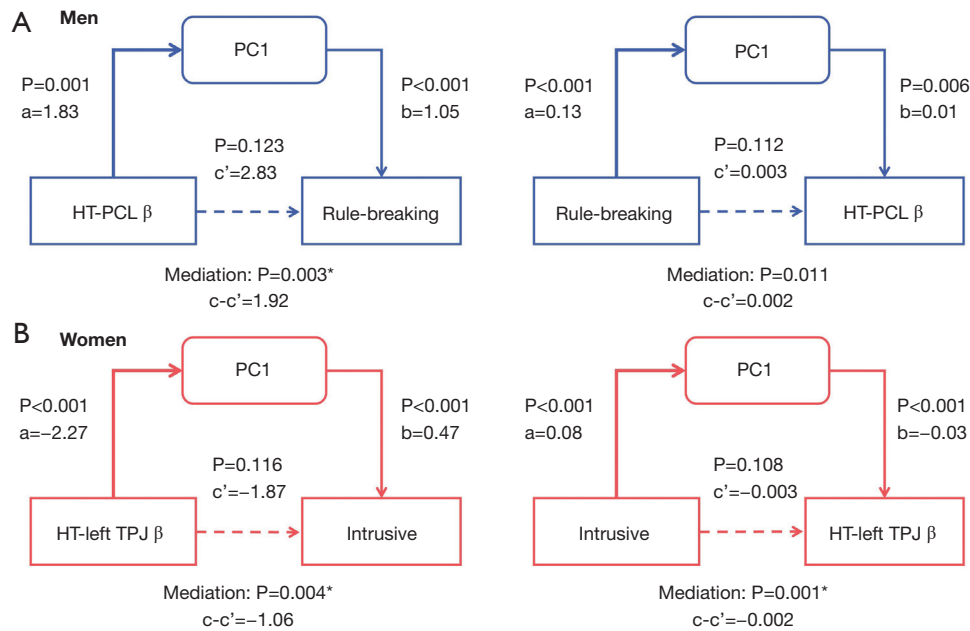 A Men
PC1
P=0.001
a=1.83
P<0.001
b=1.05
P=0.123
c’=2.83
HT-PCL β
Rule-breaking
Mediation: P=0.003*
c-c’=1.92
PC1
P<0.001
a=0.13
P=0.006
b=0.01
P=0.112
c’=0.003
Rule-breaking
HT-PCL β
Mediation: P=0.011
c-c’=0.002
B Women
PC1
P<0.001
a=−2.27
P<0.001
b=0.47
P=0.116
c’=−1.87
HT-left TPJ β
Intrusive
Mediation: P=0.004*
c-c’=−1.06
PC1
P<0.001
a=0.08
P<0.001
b=−0.03
P=0.108
c’=−0.003
Intrusive
HT-left TPJ β
Mediation: P=0.001*
c-c’=−0.002